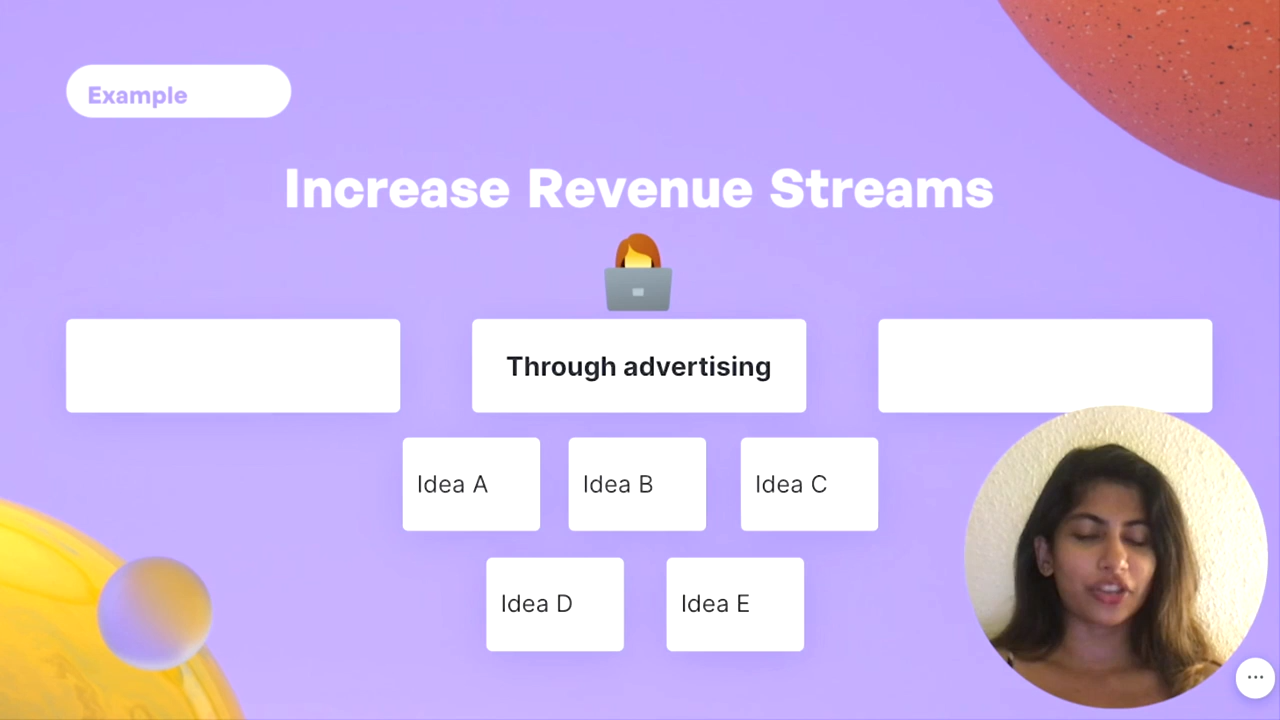 Example
Increase Revenue Streams
Through advertising
Idea A
Idea B
Idea C
Idea D
Idea E